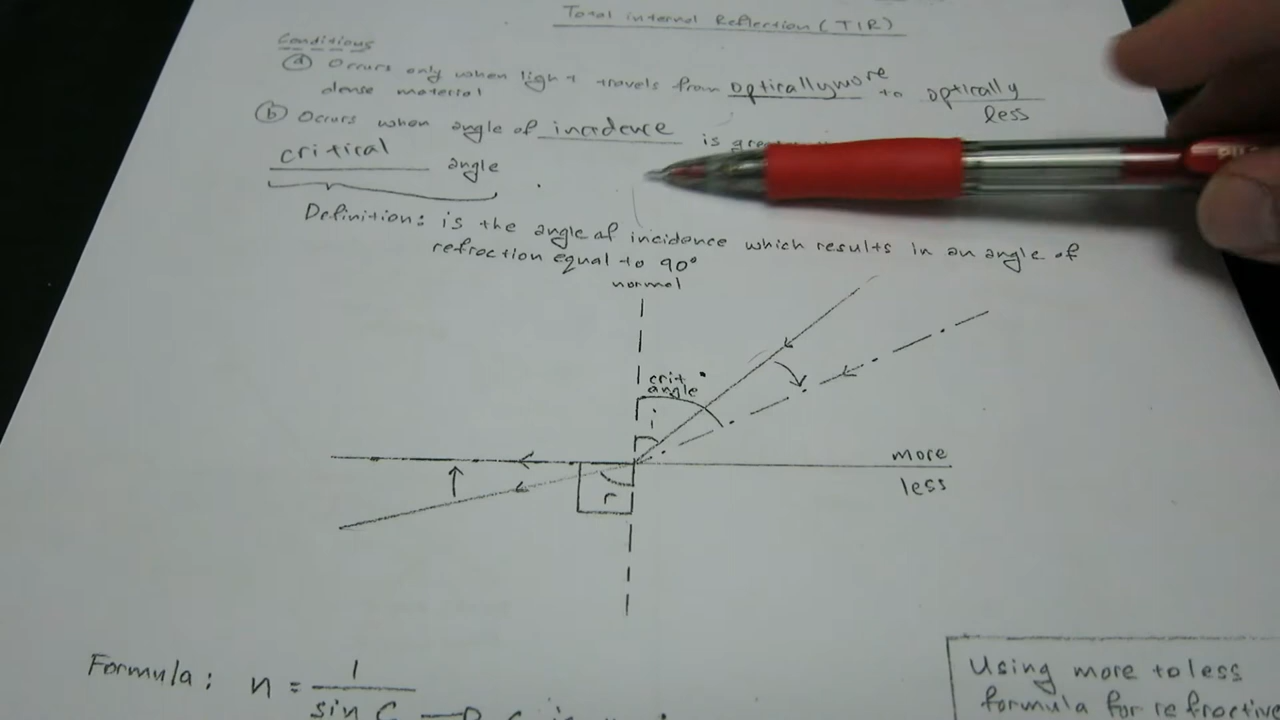 Total internal Reflection (TIR)
Conditions
(a) Occurs only when light travels from optically more to optically less
dense material
(b) Occurs when angle of incidence is
critical angle
Definition: is the angle of incidence which results in an angle of
refraction equal to 90°
normal
crit
angle
i
more
less
r
Formula: n = 1
sin C
Using more to less
formula for refractive